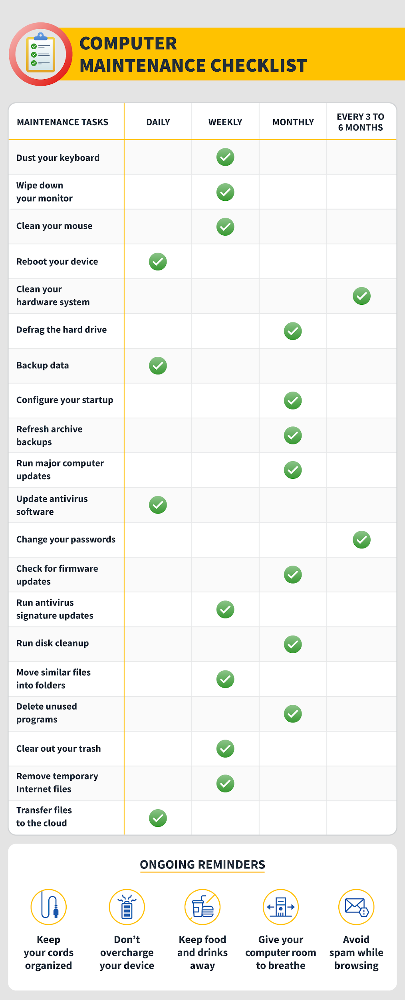 COMPUTER
MAINTENANCE CHECKLIST
MAINTENANCE TASKS
DAILY
WEEKLY
MONTHLY
EVERY 3 TO
6 MONTHS
Dust your keyboard
Wipe down
your monitor
Clean your mouse
Reboot your device
Clean your
hardware system
Defrag the hard drive
Backup data
Configure your startup
Refresh archive
backups
Run major computer
updates
Update antivirus
software
Change your passwords
Check for firmware
updates
Run antivirus
signature updates
Run disk cleanup
Move similar files
into folders
Delete unused
programs
Clear out your trash
Remove temporary
Internet files
Transfer files
to the cloud
ONGOING REMINDERS
Keep
your cords
organized
Don’t
overcharge
your device
Keep food
and drinks
away
Give your
computer room
to breathe
Avoid
spam while
browsing